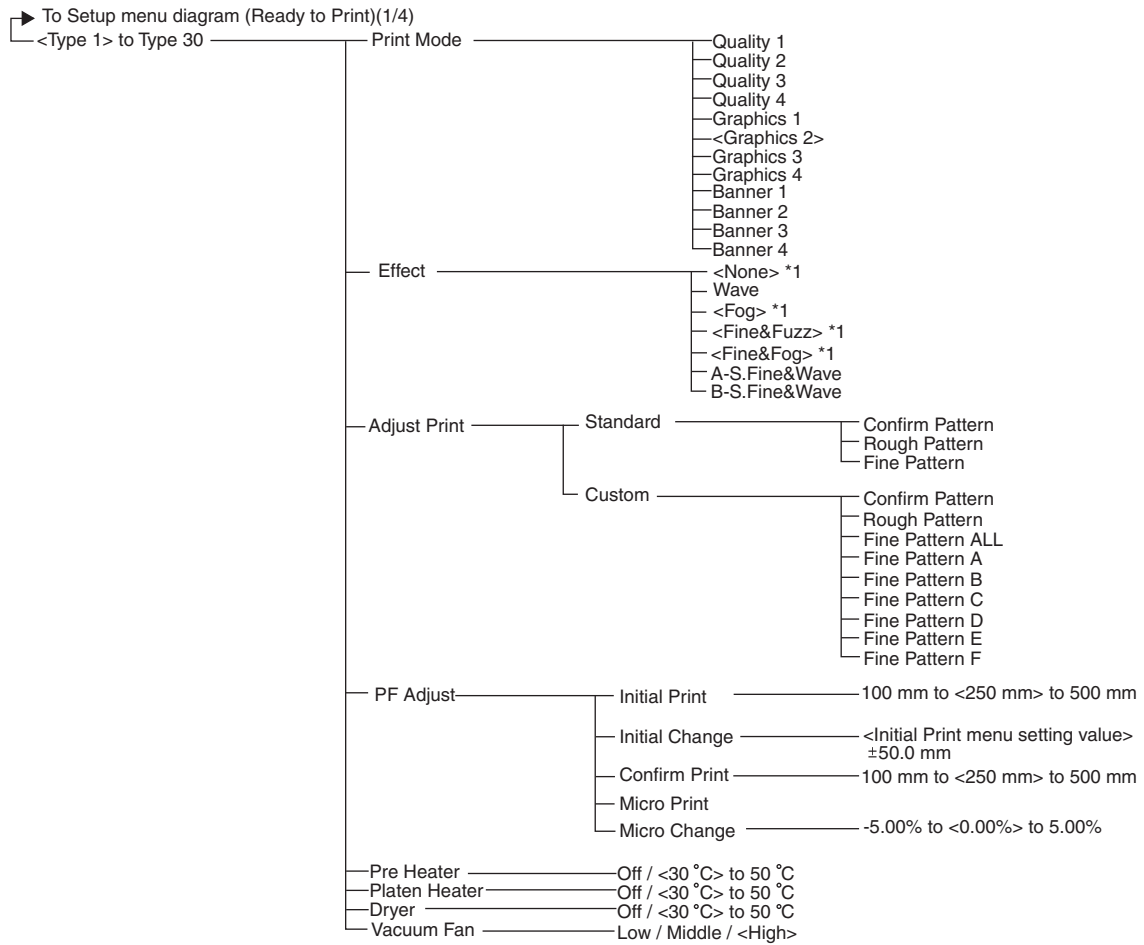 To Setup menu diagram (Ready to Print)(1/4)
<Type 1> to Type 30
Print Mode
Quality 1
Quality 2
Quality 3
Quality 4
Graphics 1
<Graphics 2>
Graphics 3
Graphics 4
Banner 1
Banner 2
Banner 3
Banner 4
Effect
<None> *1
Wave
<Fog> *1
<Fine&Fuzz> *1
<Fine&Fog> *1
A-S.Fine&Wave
B-S.Fine&Wave
Adjust Print
Standard
Confirm Pattern
Rough Pattern
Fine Pattern
Custom
Confirm Pattern
Rough Pattern
Fine Pattern ALL
Fine Pattern A
Fine Pattern B
Fine Pattern C
Fine Pattern D
Fine Pattern E
Fine Pattern F
PF Adjust
Initial Print
100 mm to <250 mm> to 500 mm
Initial Change
<Initial Print menu setting value>
±50.0 mm
Confirm Print
100 mm to <250 mm> to 500 mm
Micro Print
Micro Change
-5.00% to <0.00%> to 5.00%
Pre Heater
Off / <30 °C> to 50 °C
Platen Heater
Off / <30 °C> to 50 °C
Dryer
Off / <30 °C> to 50 °C
Vacuum Fan
Low / Middle / <High>